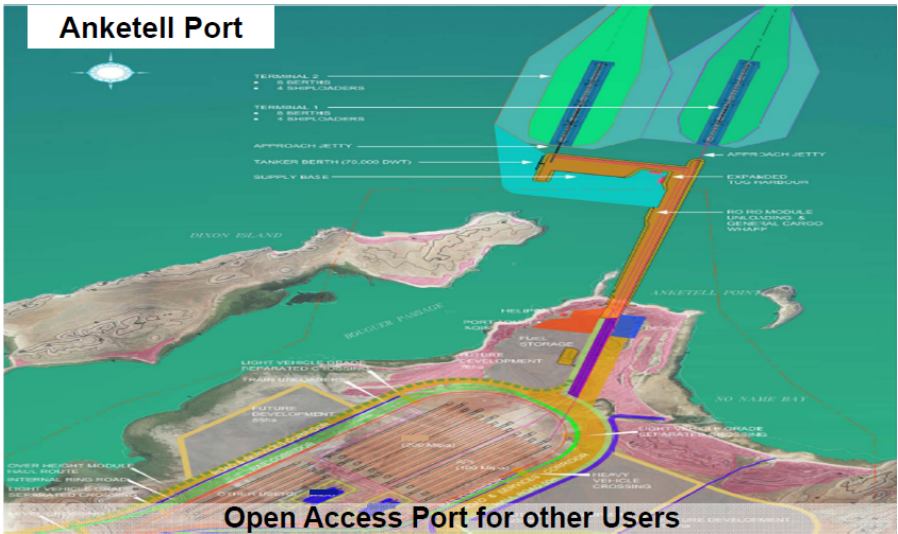 Anketell Port
TERMINAL 2
• 8 BERTHS
• 4 SHIPLOADERS
TERMINAL 1
• 8 BERTHS
• 4 SHIPLOADERS
APPROACH JETTY
TANKER BERTH (70,000 DWT)
SUPPLY BASE
APPROACH JETTY
EXPANDED
TUG HARBOUR
RO RO MODULE
UNLOADING &
GENERAL CARGO
WHARF
DIXON ISLAND
BOUGUER PASSAGE
ANKETELL POINT
FUEL
STORAGE
FUTURE
DEVELOPMENT
LIGHT VEHICLE GRADE
SEPARATED CROSSING
TRAIN UNLOADERS
FUTURE
DEVELOPMENT
NO NAME BAY
LIGHT VEHICLE GRADE
SEPARATED CROSSING
HEAVY
VEHICLE
CROSSING
OVER HEIGHT MODULE
HAUL ROUTE
INTERNAL RING ROAD
LIGHT VEHICLE GRADE
SEPARATED CROSSING
Open Access Port for other Users